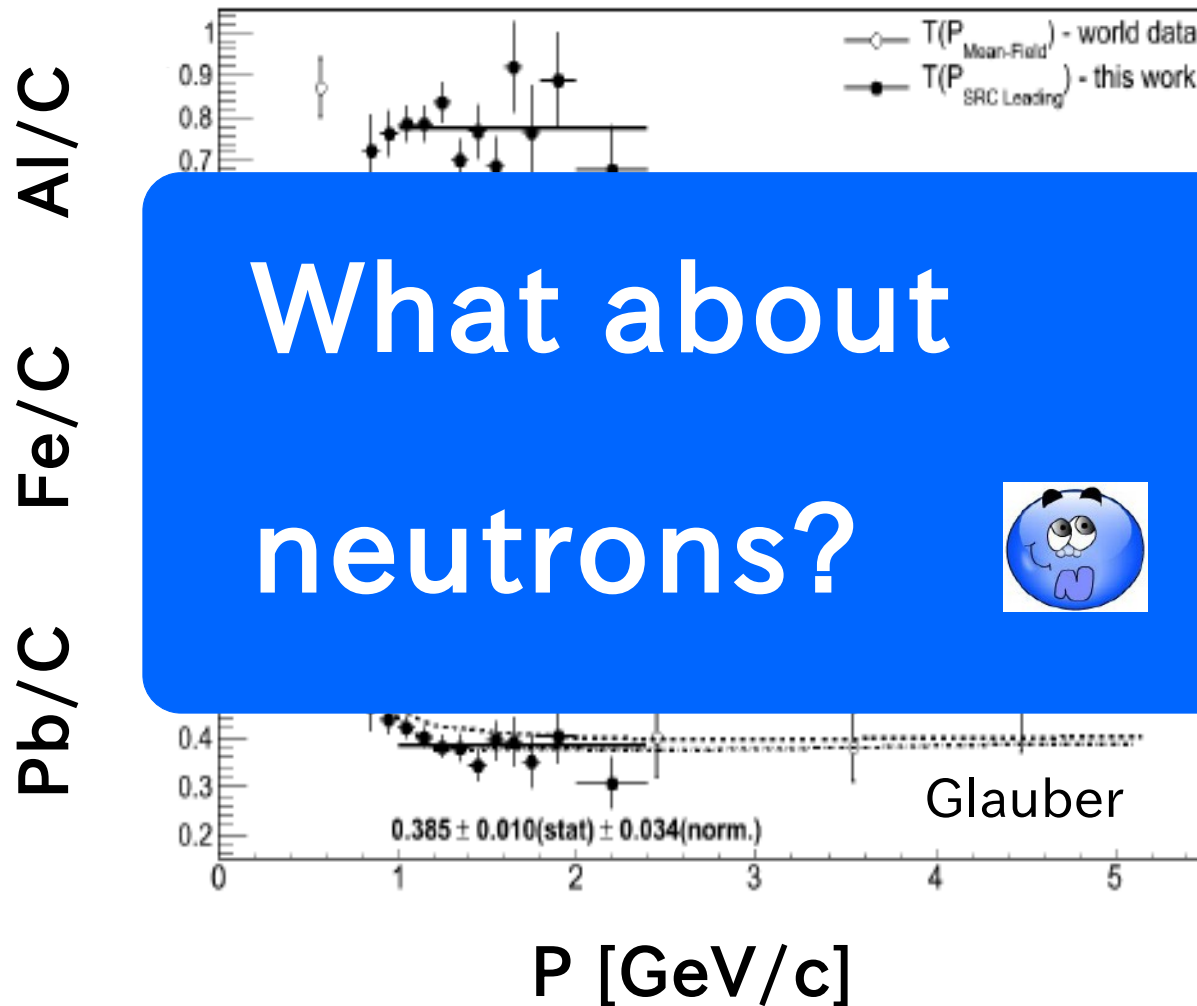 T(P Mean-Field) - world data
T(P SRC Leading) - this work
1
0.9
0.8
0.7
Al/C
Fe/C
Pb/C
What about
neutrons?
N
0.4
0.3
0.2
Glauber
0.385 ± 0.010(stat) ± 0.034(norm.)
0 1 2 3 4 5
P [GeV/c]